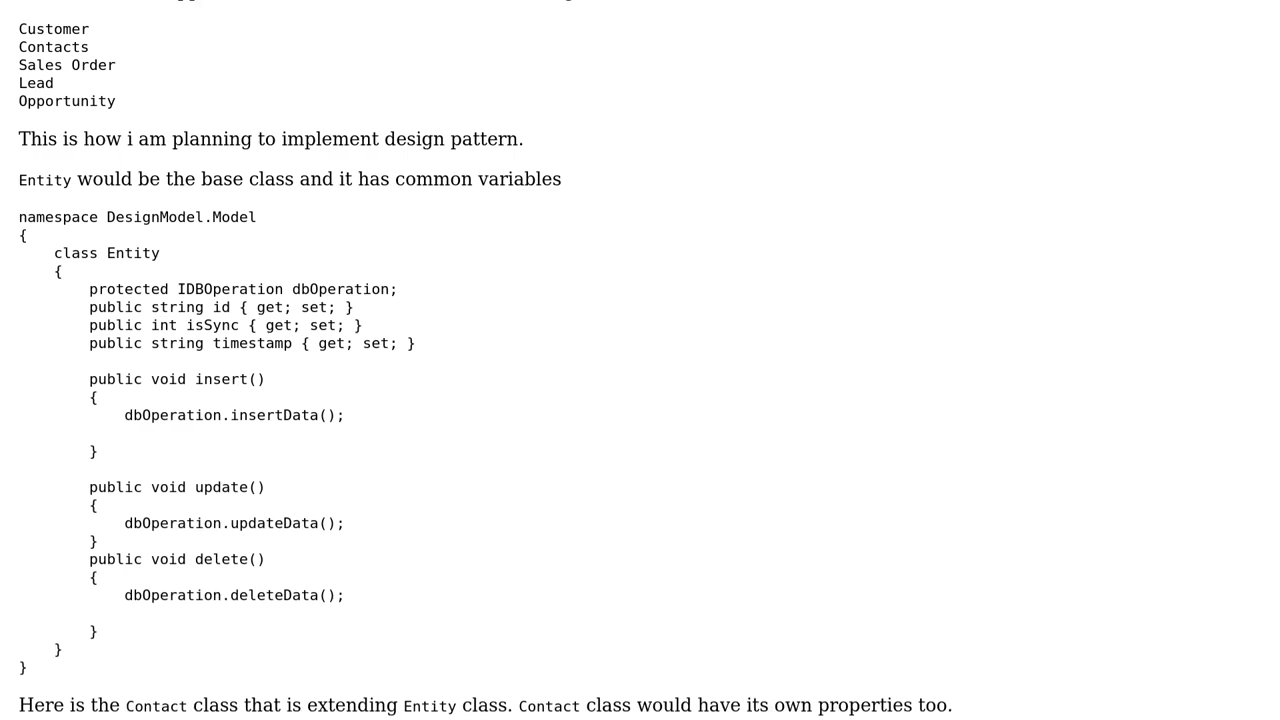 Customer
Contacts
Sales Order
Lead
Opportunity
This is how i am planning to implement design pattern.
Entity would be the base class and it has common variables
namespace DesignModel.Model
{
    class Entity
    {
        protected IDBOperation dbOperation;
        public string id { get; set; }
        public int isSync { get; set; }
        public string timestamp { get; set; }

        public void insert()
        {
            dbOperation.insertData();

        }

        public void update()
        {
            dbOperation.updateData();
        }
        public void delete()
        {
            dbOperation.deleteData();

        }
    }
}
Here is the Contact class that is extending Entity class. Contact class would have its own properties too.